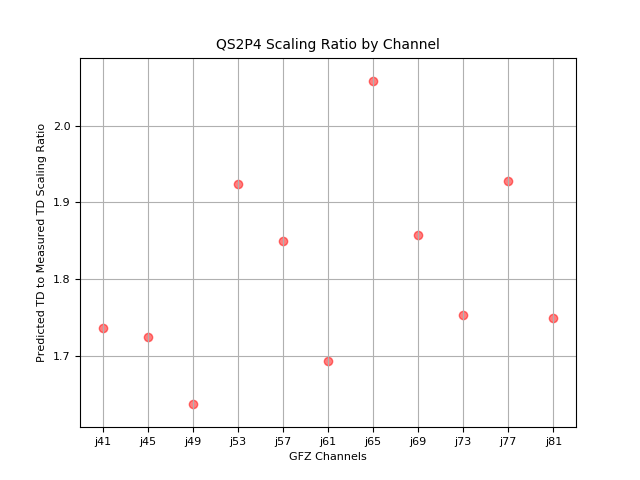 QS2P4 Scaling Ratio by Channel
Predicted TD to Measured TD Scaling Ratio
2.0
1.9
1.8
1.7
j41 j45 j49 j53 j57 j61 j65 j69 j73 j77 j81
GFZ Channels